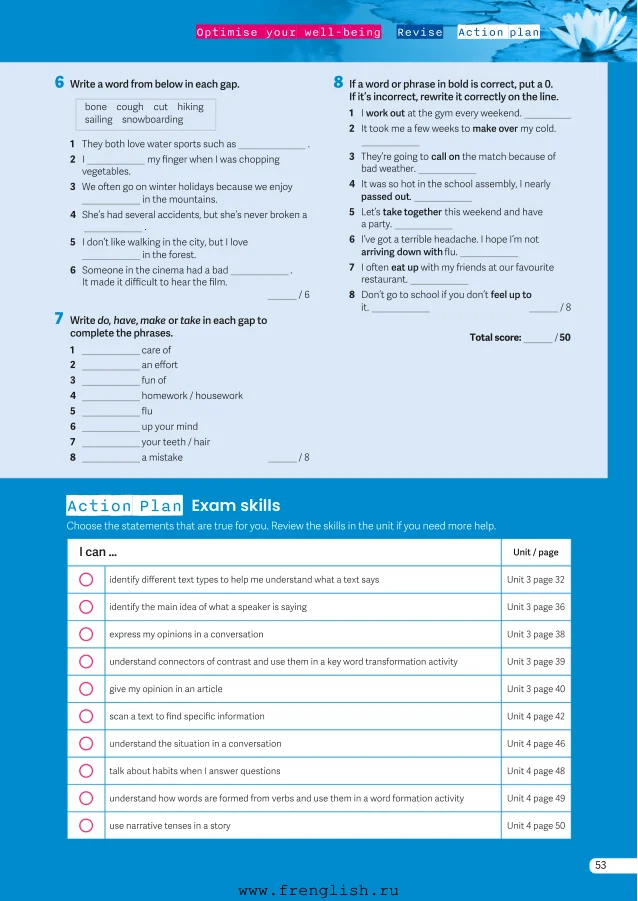 Optimise your well-being Revise Action plan
6 Write a word from below in each gap.
bone cough cut hiking
sailing snowboarding
1 They both love water sports such as ____________ .
2 I ____________ my finger when I was chopping
vegetables.
3 We often go on winter holidays because we enjoy
____________ in the mountains.
4 She's had several accidents, but she's never broken a
____________ .
5 I don't like walking in the city, but I love
____________ in the forest.
6 Someone in the cinema had a bad ____________ .
It made it difficult to hear the film.
______ / 6
7 Write do, have, make or take in each gap to
complete the phrases.
1 ____________ care of
2 ____________ an effort
3 ____________ fun of
4 ____________ homework / housework
5 ____________ flu
6 ____________ up your mind
7 ____________ your teeth / hair
8 ____________ a mistake ______ / 8
8 If a word or phrase in bold is correct, put a 0.
If it's incorrect, rewrite it correctly on the line.
1 I work out at the gym every weekend. __________
2 It took me a few weeks to make over my cold.
____________
3 They're going to call on the match because of
bad weather. ____________
4 It was so hot in the school assembly, I nearly
passed out. ____________
5 Let's take together this weekend and have
a party. ____________
6 I've got a terrible headache. I hope I'm not
arriving down with flu. ____________
7 I often eat up with my friends at our favourite
restaurant. ____________
8 Don't go to school if you don't feel up to
it. ____________ ______ / 8
Total score: ______ / 50
Action Plan Exam skills
Choose the statements that are true for you. Review the skills in the unit if you need more help.
I can ... Unit / page
identify different text types to help me understand what a text says Unit 3 page 32
identify the main idea of what a speaker is saying Unit 3 page 36
express my opinions in a conversation Unit 3 page 38
understand connectors of contrast and use them in a key word transformation activity Unit 3 page 39
give my opinion in an article Unit 3 page 40
scan a text to find specific information Unit 4 page 42
understand the situation in a conversation Unit 4 page 46
talk about habits when I answer questions Unit 4 page 48
understand how words are formed from verbs and use them in a word formation activity Unit 4 page 49
use narrative tenses in a story Unit 4 page 50
53
www.frenglish.ru